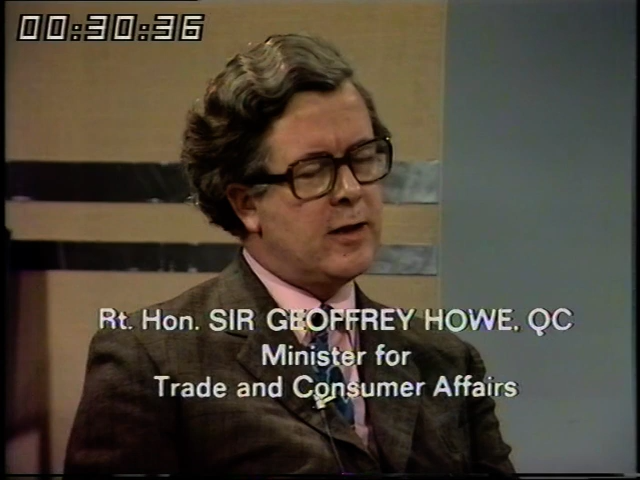 00:30:36
Rt. Hon. SIR GEOFFREY HOWE, QC
Minister for
Trade and Consumer Affairs